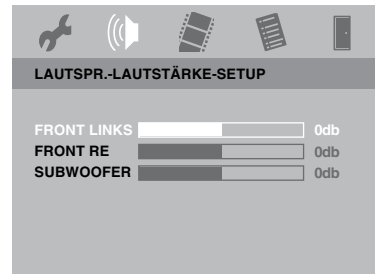 LAUTSPR.-LAUTSTÄRKE-SETUP
FRONT LINKS 0db
FRONT RE 0db
SUBWOOFER 0db